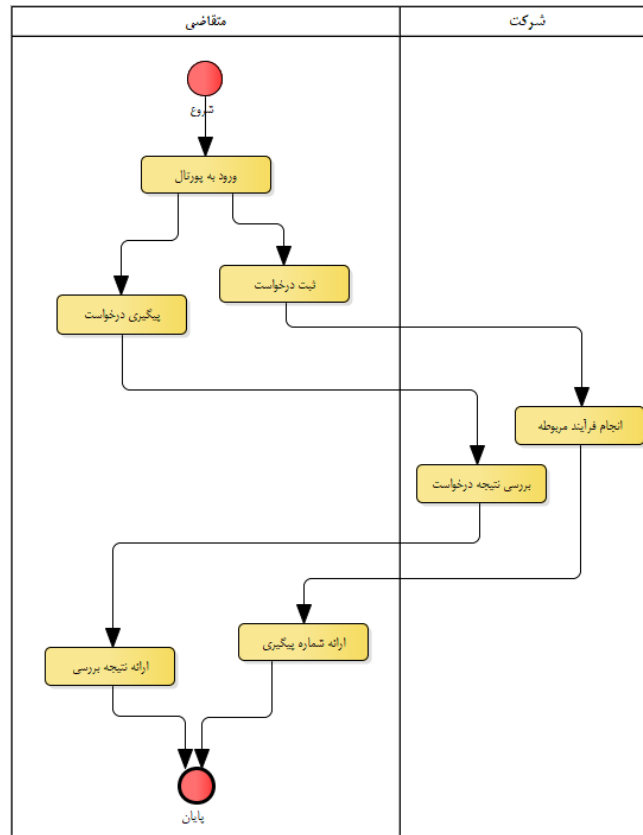 شرکت
متقاضی
شروع
ورود به پورتال
ثبت درخواست
پیگیری درخواست
انجام فرآیند مربوطه
بررسی نتیجه درخواست
ارائه شماره پیگیری
ارائه نتیجه بررسی
پایان